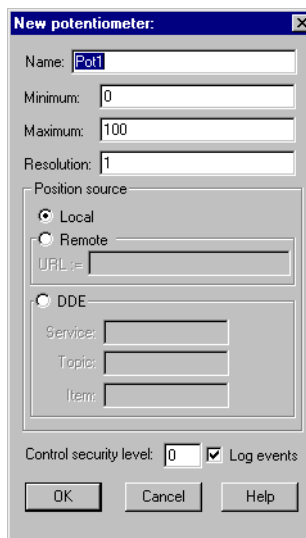 New potentiometer:
Name: Pot1
Minimum: 0
Maximum: 100
Resolution: 1
Position source
Local
Remote
URL :=
DDE
Service:
Topic:
Item:
Control security level: 0 Log events
OK Cancel Help